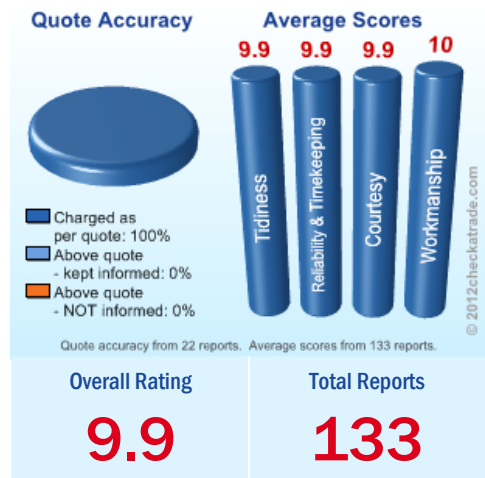 Quote Accuracy
Average Scores
9.9
9.9
9.9
10
Tidiness
Reliability & Timekeeping
Courtesy
Workmanship
Charged as
per quote: 100%
Above quote
- kept informed: 0%
Above quote
- NOT informed: 0%
© 2012checkatrade.com
Quote accuracy from 22 reports. Average scores from 133 reports.
Overall Rating
9.9
Total Reports
133